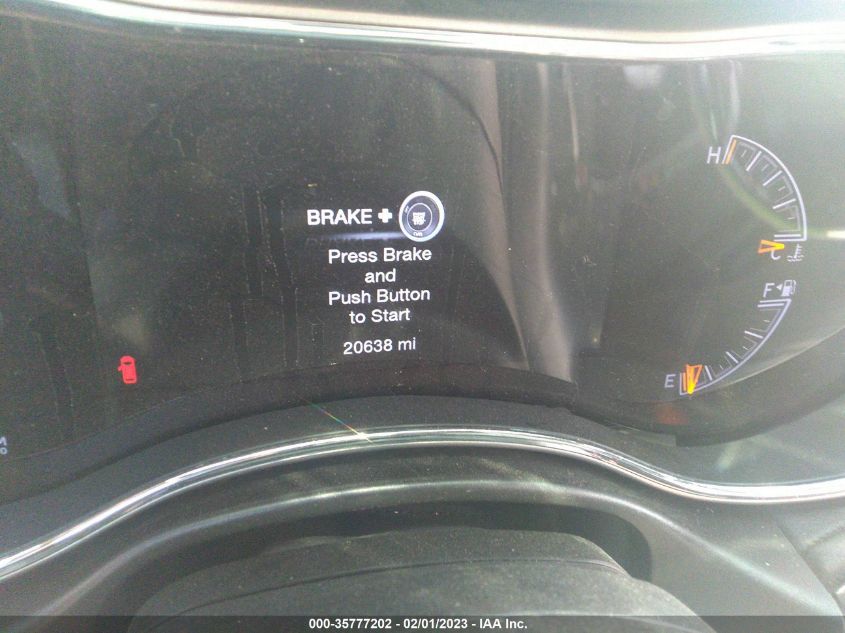 BRAKE +
Press Brake
and
Push Button
to Start
20638 mi
H
C
F
E
000-35777202 - 02/01/2023 - IAA Inc.